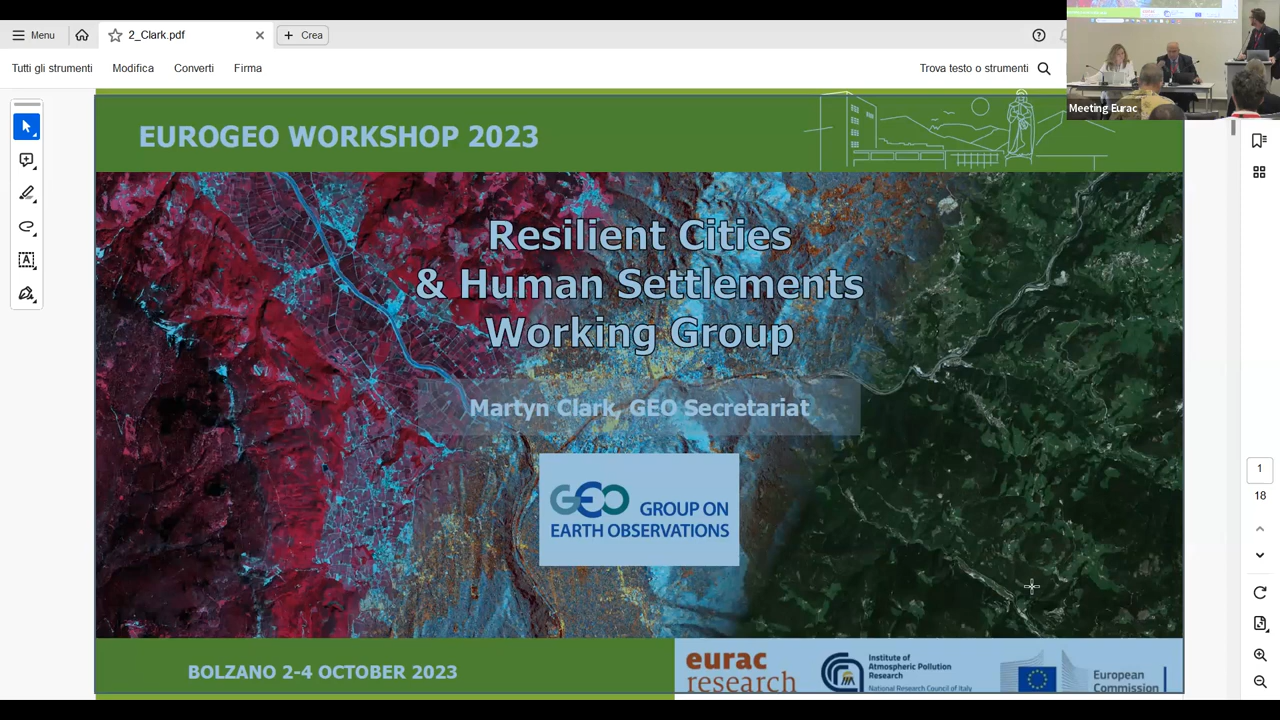 Menu
2_Clark.pdf
Crea
Tutti gli strumenti
Modifica
Converti
Firma
Trova testo o strumenti
Meeting Eurac
EUROGEO WORKSHOP 2023
Resilient Cities
& Human Settlements
Working Group
Martyn Clark, GEO Secretariat
GEO GROUP ON
EARTH OBSERVATIONS
1
18
BOLZANO 2-4 OCTOBER 2023
eurac
research
Institute of
Atmospheric Pollution
Research
National Research Council of Italy
European
Commission